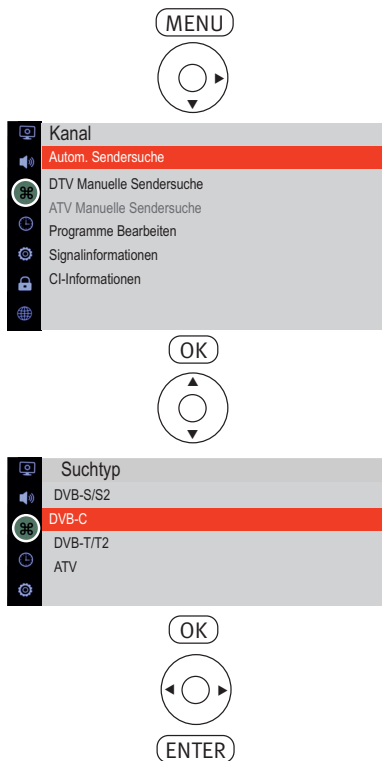 MENU
Kanal
Autom. Sendersuche
DTV Manuelle Sendersuche
ATV Manuelle Sendersuche
Programme Bearbeiten
Signalinformationen
CI-Informationen
OK
Suchtyp
DVB-S/S2
DVB-C
DVB-T/T2
ATV
OK
ENTER